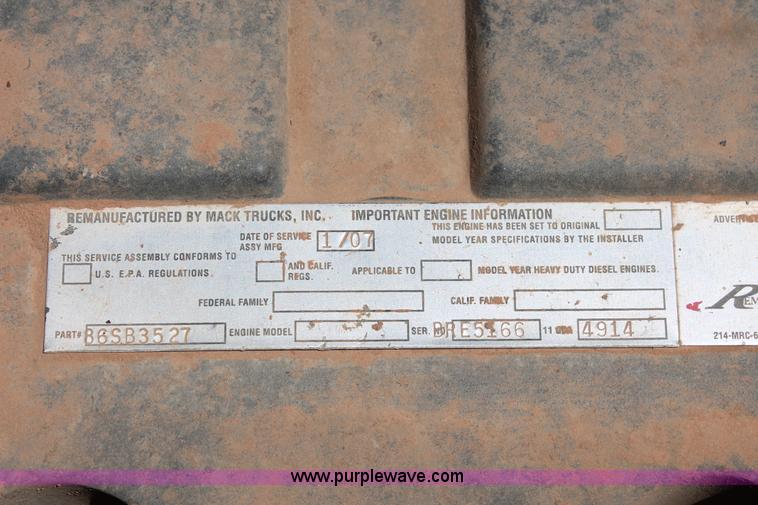 REMANUFACTURED BY MACK TRUCKS, INC. IMPORTANT ENGINE INFORMATION
DATE OF SERVICE ASSY MFG 1/07
THIS ENGINE HAS BEEN SET TO ORIGINAL
MODEL YEAR SPECIFICATIONS BY THE INSTALLER
THIS SERVICE ASSEMBLY CONFORMS TO
U.S. E.P.A. REGULATIONS.
AND CALIF. REGS.
APPLICABLE TO
MODEL YEAR HEAVY DUTY DIESEL ENGINES.
FEDERAL FAMILY
CALIF. FAMILY
PART# 86SB3527 ENGINE MODEL SER. NO. 5166 11 4914
214-MRC-6
www.purplewave.com